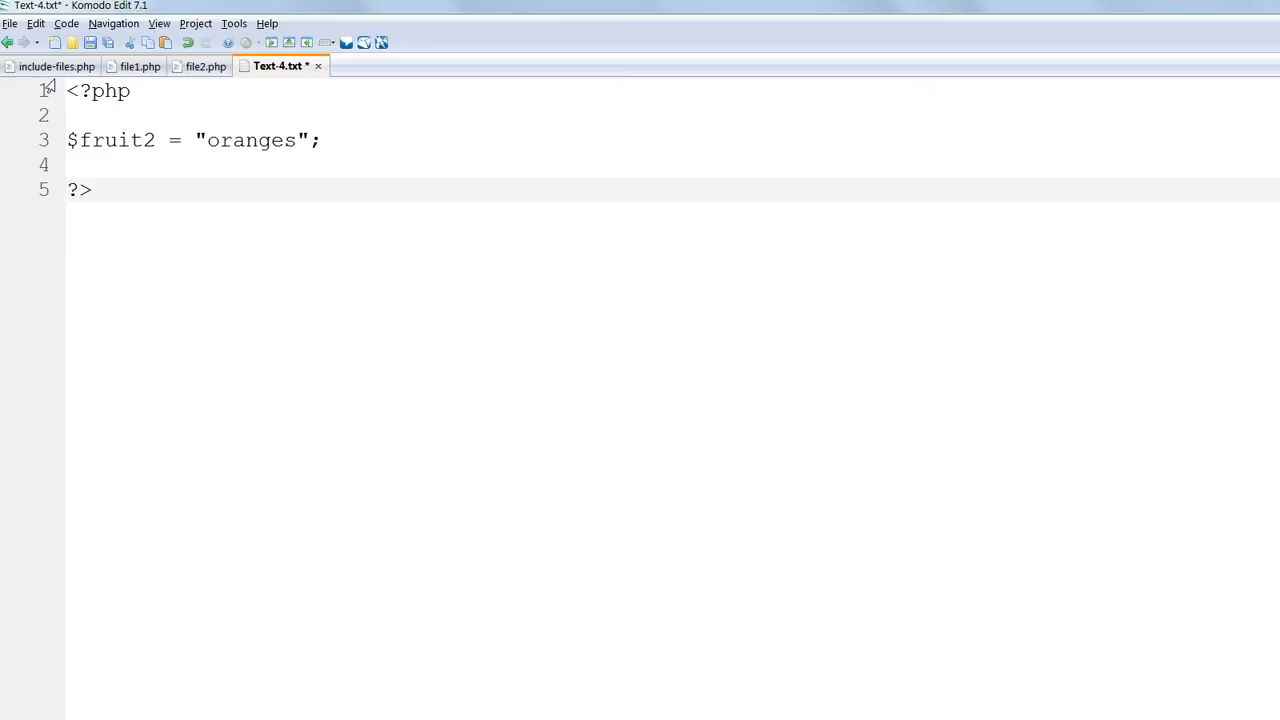 Text-4.txt* - Komodo Edit 7.1
File Edit Code Navigation View Project Tools Help
include-files.php file1.php file2.php Text-4.txt * ×
1 <?php
2
3 $fruit2 = "oranges";
4
5 ?>